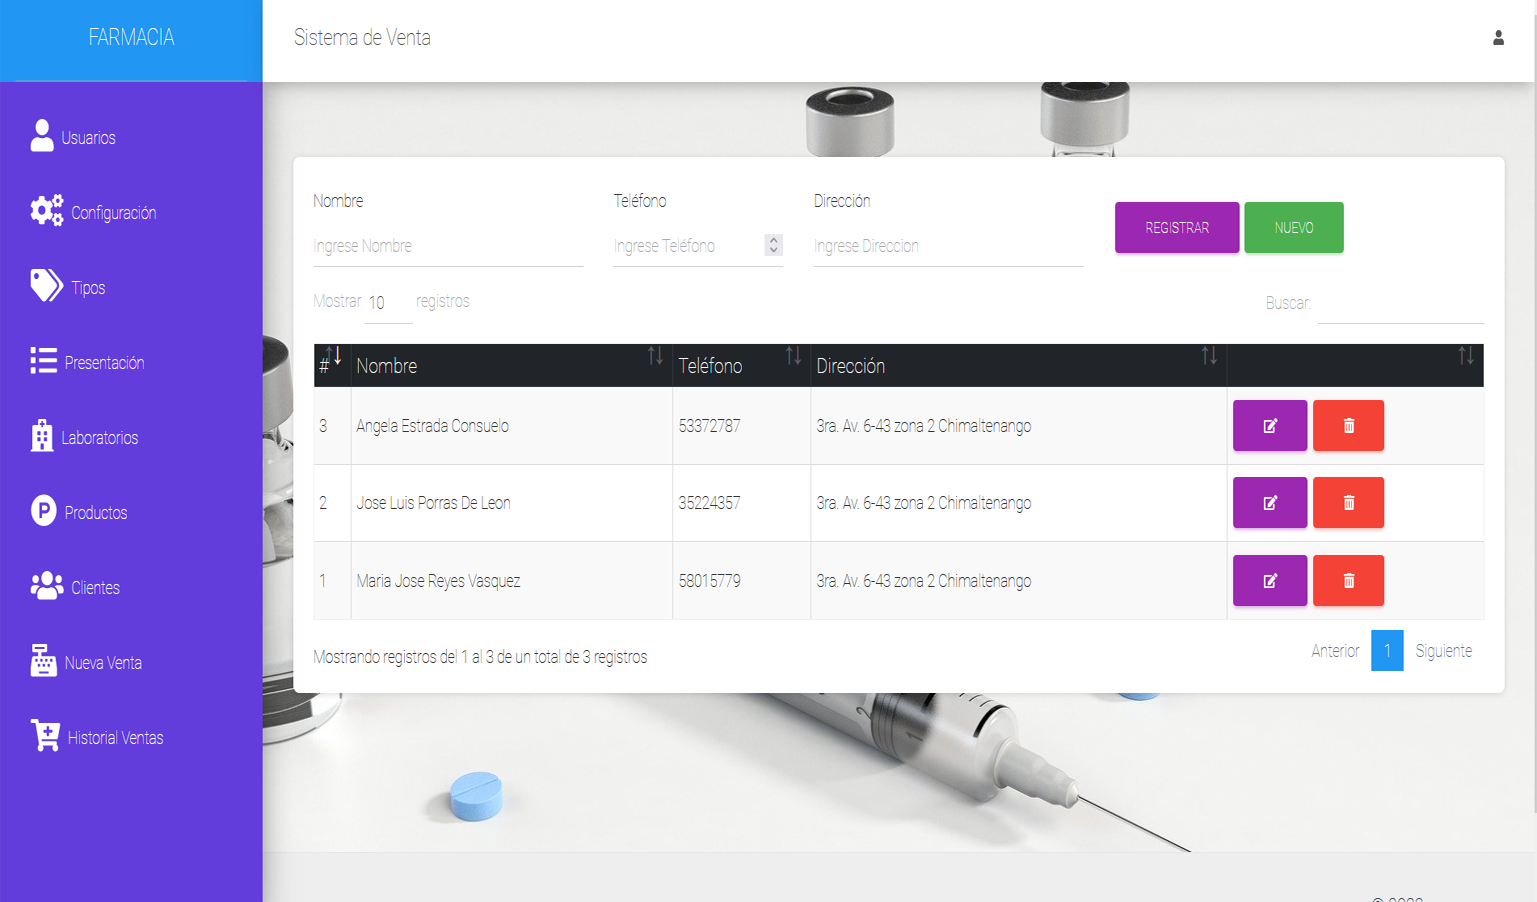 FARMACIA
Sistema de Venta
Usuarios
Configuración
Tipos
Presentación
Laboratorios
Productos
Clientes
Nueva Venta
Historial Ventas
Nombre Teléfono Dirección
Ingrese Nombre Ingrese Teléfono Ingrese Direccion REGISTRAR NUEVO
Mostrar 10 registros Buscar:
# Nombre Teléfono Dirección
3 Angela Estrada Consuelo 53372787 3ra. Av. 6-43 zona 2 Chimaltenango
2 Jose Luis Porras De Leon 35224357 3ra. Av. 6-43 zona 2 Chimaltenango
1 Maria Jose Reyes Vasquez 58015779 3ra. Av. 6-43 zona 2 Chimaltenango
Mostrando registros del 1 al 3 de un total de 3 registros
Anterior 1 Siguiente